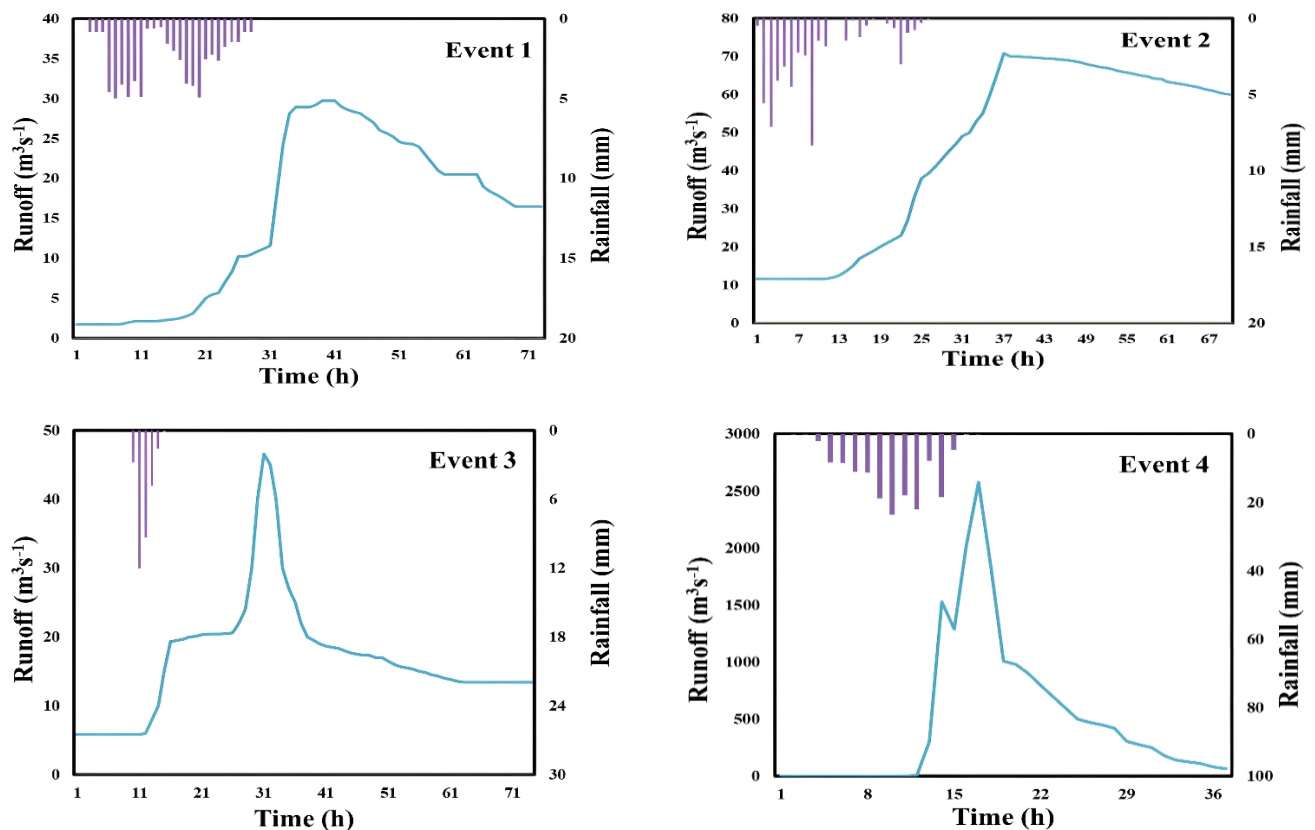 Event 1
Runoff (m³s⁻¹)
40
35
30
25
20
15
10
5
0
0
5
10
15
20
Rainfall (mm)
1 11 21 31 41 51 61 71
Time (h)
Event 2
Runoff (m³s⁻¹)
80
70
60
50
40
30
20
10
0
0
5
10
15
20
Rainfall (mm)
1 7 13 19 25 31 37 43 49 55 61 67
Time (h)
Event 3
Runoff (m³s⁻¹)
50
40
30
20
10
0
0
6
12
18
24
30
Rainfall (mm)
1 11 21 31 41 51 61 71
Time (h)
Event 4
Runoff (m³s⁻¹)
3000
2500
2000
1500
1000
500
0
0
20
40
60
80
100
Rainfall (mm)
1 8 15 22 29 36
Time (h)